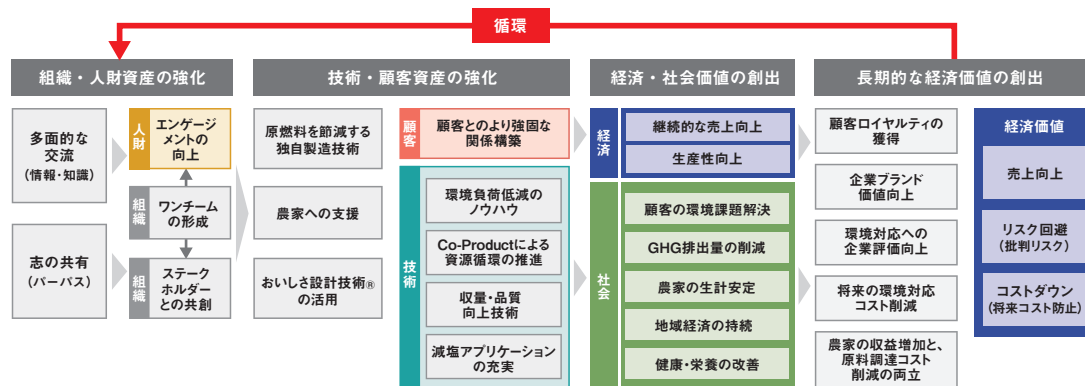 循環
組織・人財資産の強化
技術・顧客資産の強化
経済・社会価値の創出
長期的な経済価値の創出
多面的な
交流
（情報・知識）
志の共有
（パーパス）
人財
エンゲージ
メントの
向上
組織
ワンチーム
の形成
組織
ステーク
ホルダー
との共創
原燃料を節減する
独自製造技術
農家への支援
おいしさ設計技術®
の活用
顧客
顧客とのより強固な
関係構築
技術
環境負荷低減の
ノウハウ
Co-Productによる
資源循環の推進
収量・品質
向上技術
減塩アプリケーション
の充実
経済
継続的な売上向上
生産性向上
社会
顧客の環境課題解決
GHG排出量の削減
農家の生計安定
地域経済の持続
健康・栄養の改善
顧客ロイヤルティの
獲得
企業ブランド
価値向上
環境対応への
企業評価向上
将来の環境対応
コスト削減
農家の収益増加と、
原料調達コスト
削減の両立
経済価値
売上向上
リスク回避
（批判リスク）
コストダウン
（将来コスト防止）